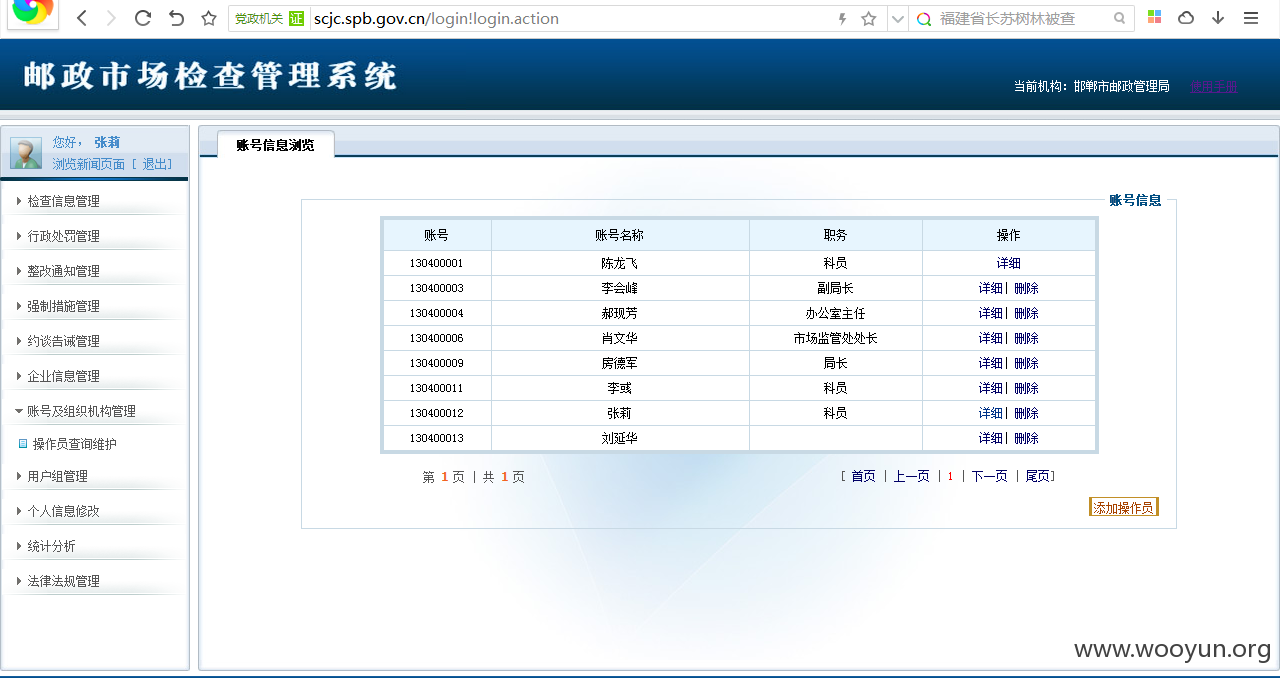 党政机关 证 scjc.spb.gov.cn/login!login.action 福建省长苏树林被查
邮政市场检查管理系统
当前机构：邯郸市邮政管理局 使用手册
您好， 张莉
浏览新闻页面 [ 退出]
检查信息管理
行政处罚管理
整改通知管理
强制措施管理
约谈告诫管理
企业信息管理
账号及组织机构管理
操作员查询维护
用户组管理
个人信息修改
统计分析
法律法规管理
账号信息浏览
账号信息
账号 账号名称 职务 操作
130400001 陈龙飞 科员 详细
130400003 李会峰 副局长 详细| 删除
130400004 郝现芳 办公室主任 详细| 删除
130400006 肖文华 市场监管处处长 详细| 删除
130400009 房德军 局长 详细| 删除
130400011 李彧 科员 详细| 删除
130400012 张莉 科员 详细| 删除
130400013 刘延华 详细| 删除
第 1 页 | 共 1 页 [ 首页 | 上一页 | 1 | 下一页 | 尾页]
添加操作员
www.wooyun.org